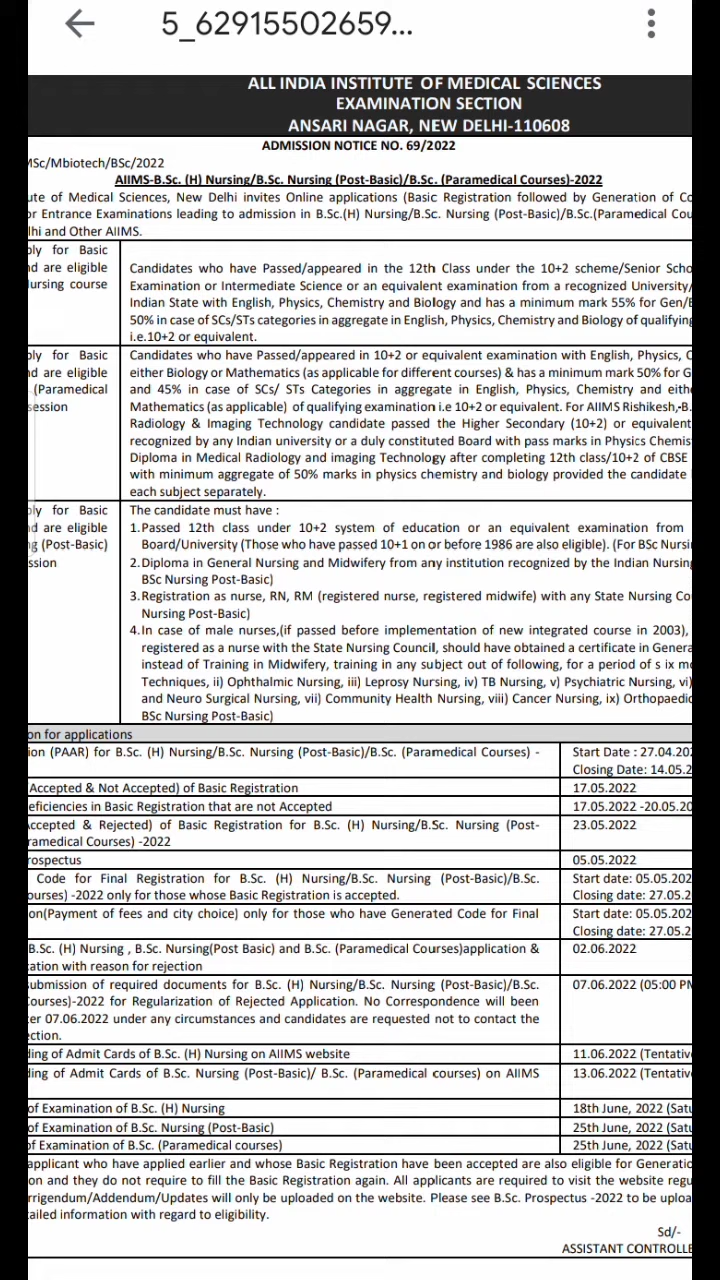 5_62915502659...
ALL INDIA INSTITUTE OF MEDICAL SCIENCES
EXAMINATION SECTION
ANSARI NAGAR, NEW DELHI-110608
ADMISSION NOTICE NO. 69/2022
MSc/Mbiotech/BSc/2022
AIIMS-B.Sc. (H) Nursing/B.Sc. Nursing (Post-Basic)/B.Sc. (Paramedical Courses)-2022
ute of Medical Sciences, New Delhi invites Online applications (Basic Registration followed by Generation of Co
or Entrance Examinations leading to admission in B.Sc.(H) Nursing/B.Sc. Nursing (Post-Basic)/B.Sc.(Paramedical Cou
lhi and Other AIIMS.
ply for Basic
nd are eligible
Nursing course
Candidates who have Passed/appeared in the 12th Class under the 10+2 scheme/Senior Scho
Examination or Intermediate Science or an equivalent examination from a recognized University/
Indian State with English, Physics, Chemistry and Biology and has a minimum mark 55% for Gen/E
50% in case of SCs/STs categories in aggregate in English, Physics, Chemistry and Biology of qualifying
i.e.10+2 or equivalent.
ply for Basic
nd are eligible
(Paramedical
session
Candidates who have Passed/appeared in 10+2 or equivalent examination with English, Physics, C
either Biology or Mathematics (as applicable for different courses) & has a minimum mark 50% for G
and 45% in case of SCs/ STs Categories in aggregate in English, Physics, Chemistry and eith
Mathematics (as applicable) of qualifying examination i.e 10+2 or equivalent. For AIIMS Rishikesh,-B.
Radiology & Imaging Technology candidate passed the Higher Secondary (10+2) or equivalent
recognized by any Indian university or a duly constituted Board with pass marks in Physics Chemis
Diploma in Medical Radiology and imaging Technology after completing 12th class/10+2 of CBSE
with minimum aggregate of 50% marks in physics chemistry and biology provided the candidate
each subject separately.
ply for Basic
nd are eligible
ng (Post-Basic)
ssion
The candidate must have :
1.Passed 12th class under 10+2 system of education or an equivalent examination from
Board/University (Those who have passed 10+1 on or before 1986 are also eligible). (For BSc Nursi
2.Diploma in General Nursing and Midwifery from any institution recognized by the Indian Nursing
BSc Nursing Post-Basic)
3.Registration as nurse, RN, RM (registered nurse, registered midwife) with any State Nursing Co
Nursing Post-Basic)
4.In case of male nurses,(if passed before implementation of new integrated course in 2003),
registered as a nurse with the State Nursing Council, should have obtained a certificate in Genera
instead of Training in Midwifery, training in any subject out of following, for a period of s ix mo
Techniques, ii) Ophthalmic Nursing, iii) Leprosy Nursing, iv) TB Nursing, v) Psychiatric Nursing, vi)
and Neuro Surgical Nursing, vii) Community Health Nursing, viii) Cancer Nursing, ix) Orthopaedic
BSc Nursing Post-Basic)
on for applications
ion (PAAR) for B.Sc. (H) Nursing/B.Sc. Nursing (Post-Basic)/B.Sc. (Paramedical Courses) -
Start Date : 27.04.202
Closing Date: 14.05.2
Accepted & Not Accepted) of Basic Registration
17.05.2022
eficiencies in Basic Registration that are not Accepted
17.05.2022 -20.05.20
Accepted & Rejected) of Basic Registration for B.Sc. (H) Nursing/B.Sc. Nursing (Post-
ramedical Courses) -2022
23.05.2022
rospectus
05.05.2022
Code for Final Registration for B.Sc. (H) Nursing/B.Sc. Nursing (Post-Basic)/B.Sc.
ourses) -2022 only for those whose Basic Registration is accepted.
Start date: 05.05.202
Closing date: 27.05.2
on(Payment of fees and city choice) only for those who have Generated Code for Final
Start date: 05.05.202
Closing date: 27.05.2
B.Sc. (H) Nursing , B.Sc. Nursing(Post Basic) and B.Sc. (Paramedical Courses)application &
cation with reason for rejection
02.06.2022
submission of required documents for B.Sc. (H) Nursing/B.Sc. Nursing (Post-Basic)/B.Sc.
Courses)-2022 for Regularization of Rejected Application. No Correspondence will been
er 07.06.2022 under any circumstances and candidates are requested not to contact the
ection.
07.06.2022 (05:00 PM
ding of Admit Cards of B.Sc. (H) Nursing on AIIMS website
11.06.2022 (Tentativ
ding of Admit Cards of B.Sc. Nursing (Post-Basic)/ B.Sc. (Paramedical courses) on AIIMS
13.06.2022 (Tentativ
of Examination of B.Sc. (H) Nursing
18th June, 2022 (Satu
of Examination of B.Sc. Nursing (Post-Basic)
25th June, 2022 (Satu
of Examination of B.Sc. (Paramedical courses)
25th June, 2022 (Satu
applicant who have applied earlier and whose Basic Registration have been accepted are also eligible for Generatio
on and they do not require to fill the Basic Registration again. All applicants are required to visit the website regu
rrigendum/Addendum/Updates will only be uploaded on the website. Please see B.Sc. Prospectus -2022 to be uploa
ailed information with regard to eligibility.
Sd/-
ASSISTANT CONTROLLE